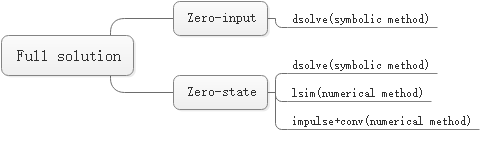 Full solution
Zero-input
dsolve(symbolic method)
Zero-state
dsolve(symbolic method)
lsim(numerical method)
impulse+conv(numerical method)